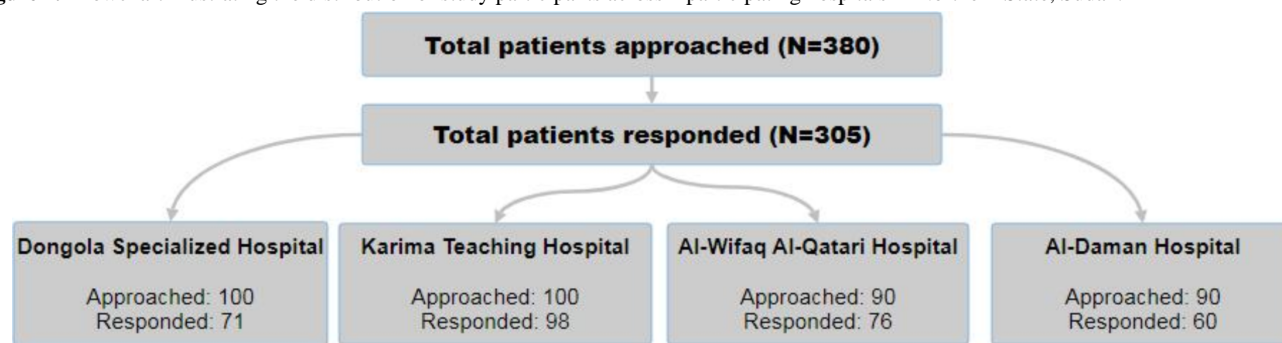 Total patients approached (N=380)
Total patients responded (N=305)
Dongola Specialized Hospital
Approached: 100
Responded: 71
Karima Teaching Hospital
Approached: 100
Responded: 98
Al-Wifaq Al-Qatari Hospital
Approached: 90
Responded: 76
Al-Daman Hospital
Approached: 90
Responded: 60